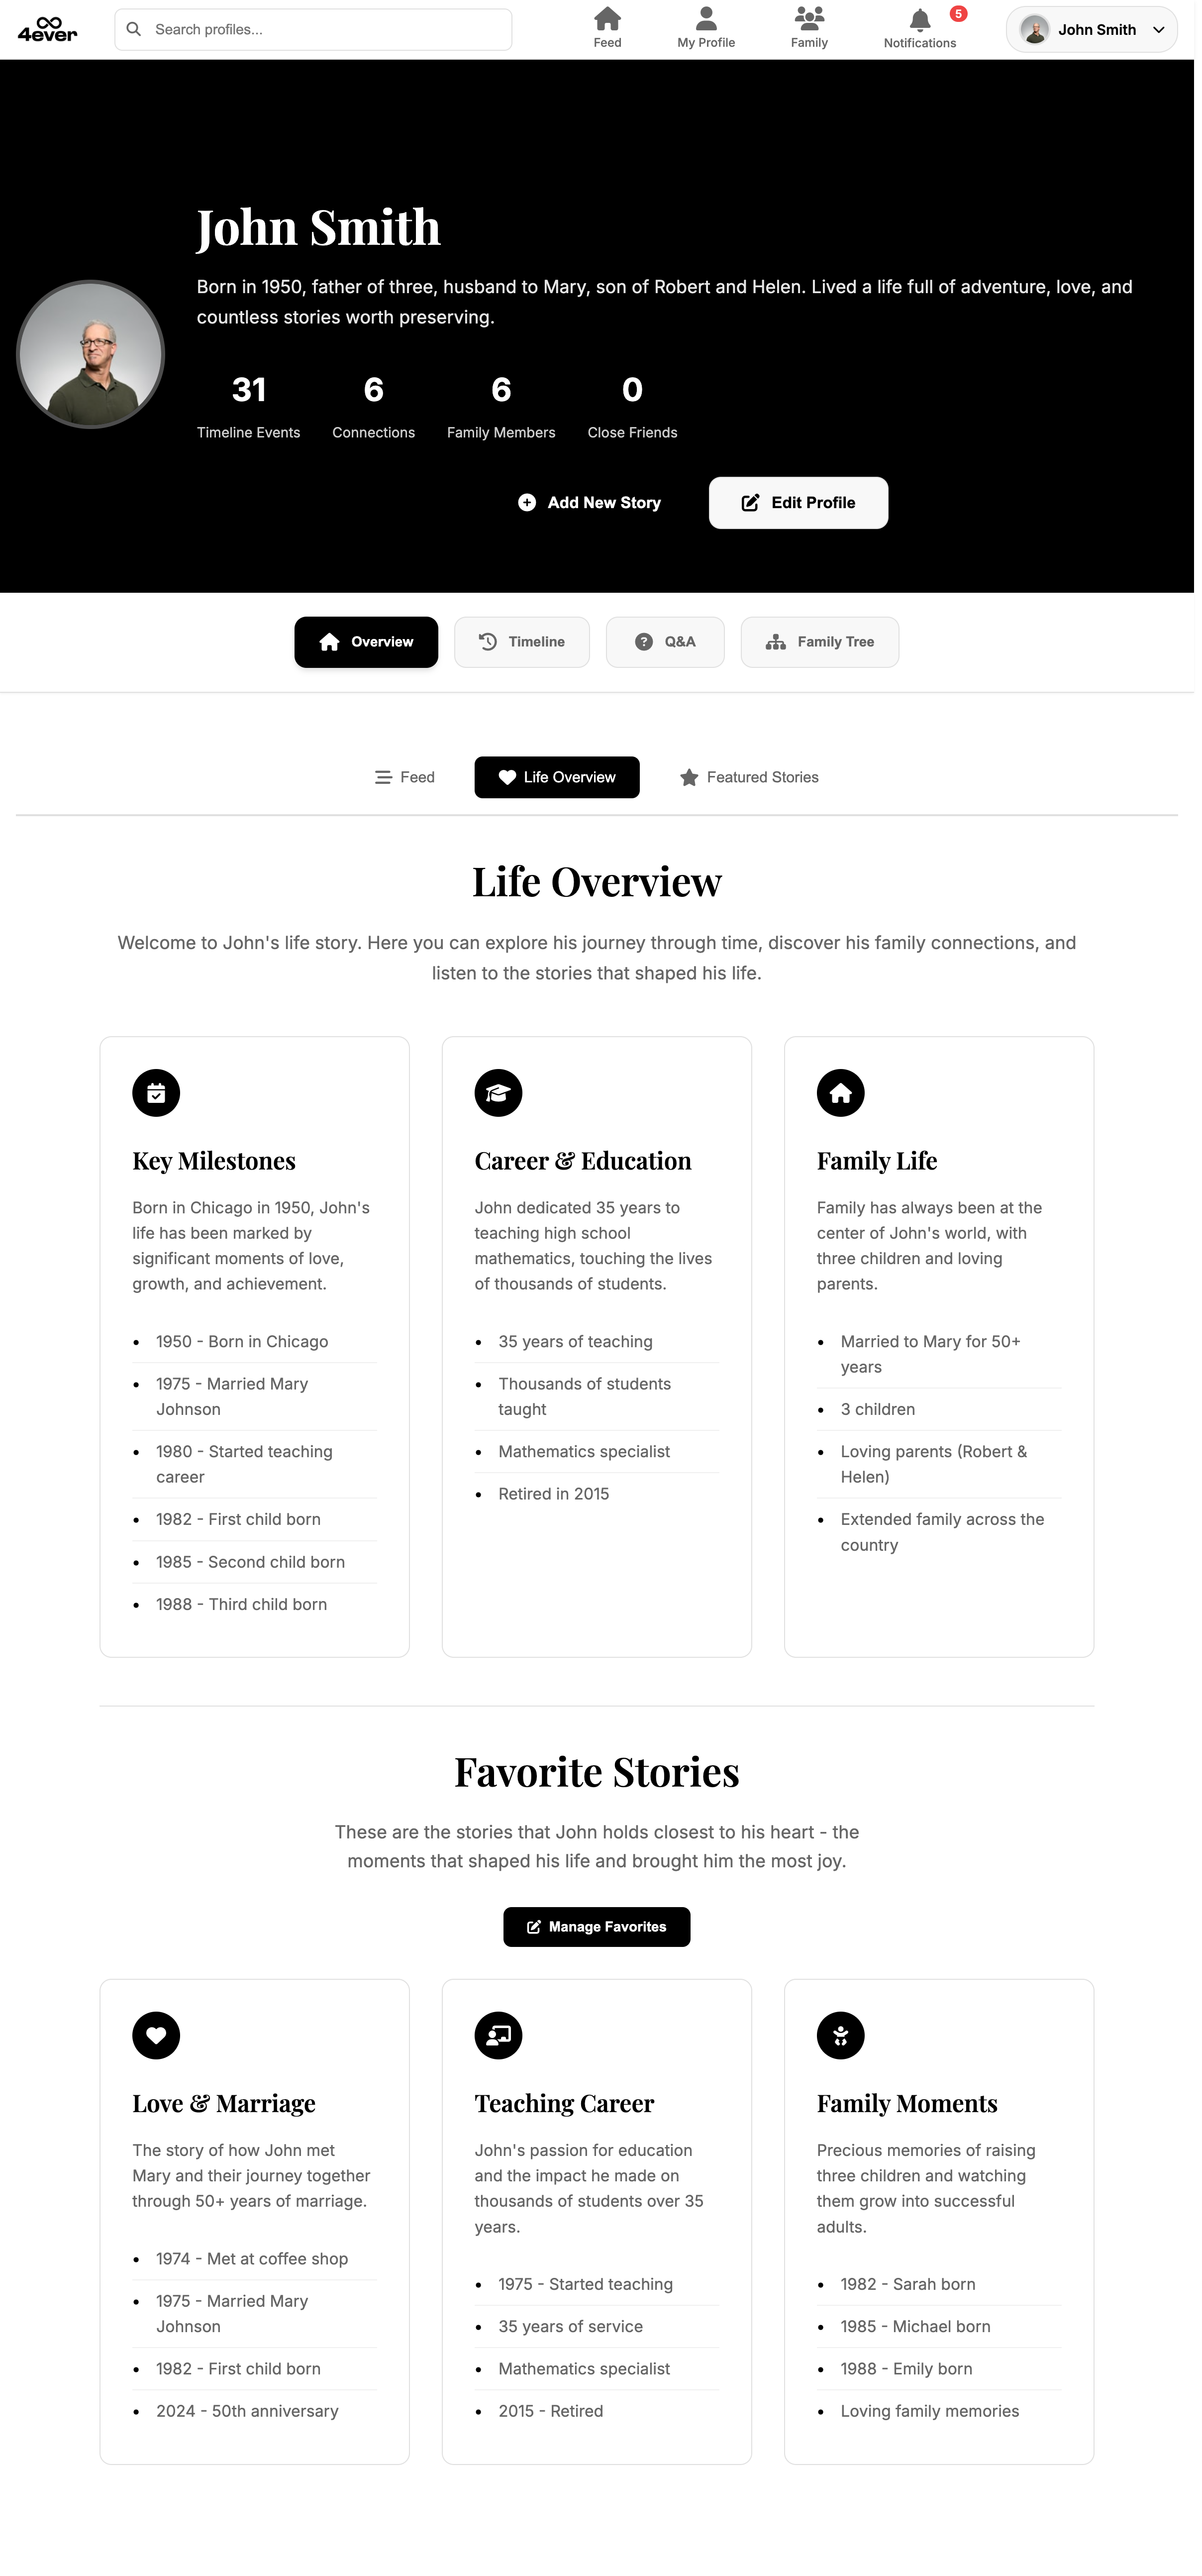 4ever
Search profiles...
Feed
My Profile
Family
5
Notifications
John Smith
John Smith
Born in 1950, father of three, husband to Mary, son of Robert and Helen. Lived a life full of adventure, love, and
countless stories worth preserving.
31
Timeline Events
6
Connections
6
Family Members
0
Close Friends
Add New Story
Edit Profile
Overview
Timeline
Q&A
Family Tree
Feed
Life Overview
Featured Stories
Life Overview
Welcome to John's life story. Here you can explore his journey through time, discover his family connections, and
listen to the stories that shaped his life.
Key Milestones
Born in Chicago in 1950, John's
life has been marked by
significant moments of love,
growth, and achievement.
• 1950 - Born in Chicago
• 1975 - Married Mary
Johnson
• 1980 - Started teaching
career
• 1982 - First child born
• 1985 - Second child born
• 1988 - Third child born
Career & Education
John dedicated 35 years to
teaching high school
mathematics, touching the lives
of thousands of students.
• 35 years of teaching
• Thousands of students
taught
• Mathematics specialist
• Retired in 2015
Family Life
Family has always been at the
center of John's world, with
three children and loving
parents.
• Married to Mary for 50+
years
• 3 children
• Loving parents (Robert &
Helen)
• Extended family across the
country
Favorite Stories
These are the stories that John holds closest to his heart - the
moments that shaped his life and brought him the most joy.
Manage Favorites
Love & Marriage
The story of how John met
Mary and their journey together
through 50+ years of marriage.
• 1974 - Met at coffee shop
• 1975 - Married Mary
Johnson
• 1982 - First child born
• 2024 - 50th anniversary
Teaching Career
John's passion for education
and the impact he made on
thousands of students over 35
years.
• 1975 - Started teaching
• 35 years of service
• Mathematics specialist
• 2015 - Retired
Family Moments
Precious memories of raising
three children and watching
them grow into successful
adults.
• 1982 - Sarah born
• 1985 - Michael born
• 1988 - Emily born
• Loving family memories